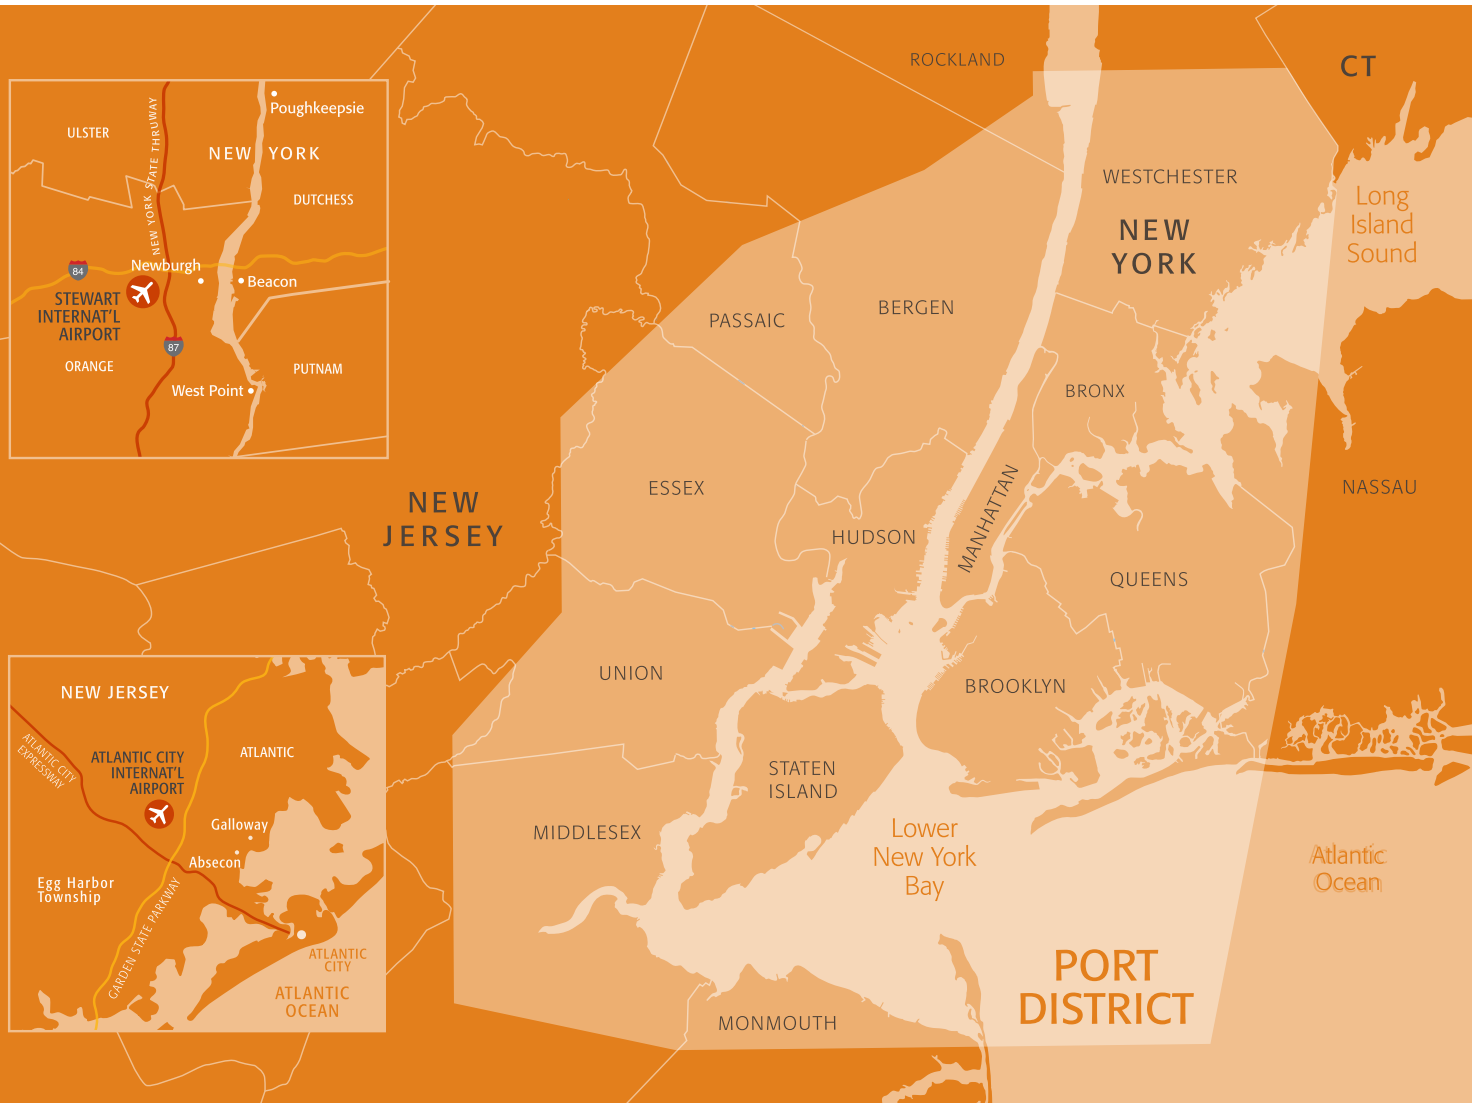 ROCKLAND
CT
WESTCHESTER
NEW
YORK
Long
Island
Sound
BERGEN
PASSAIC
BRONX
ESSEX
NEW
JERSEY
NASSAU
HUDSON
MANHATTAN
QUEENS
UNION
BROOKLYN
STATEN
ISLAND
MIDDLESEX
Lower
New York
Bay
Atlantic
Ocean
PORT
DISTRICT
MONMOUTH
Poughkeepsie
ULSTER
NEW YORK STATE THRUWAY
NEW YORK
DUTCHESS
84
Newburgh
Beacon
STEWART
INTERNAT'L
AIRPORT
87
ORANGE
PUTNAM
West Point
NEW JERSEY
ATLANTIC CITY
EXPRESSWAY
ATLANTIC CITY
INTERNAT'L
AIRPORT
ATLANTIC
Galloway
Absecon
Egg Harbor
Township
GARDEN STATE PARKWAY
ATLANTIC
CITY
ATLANTIC
OCEAN